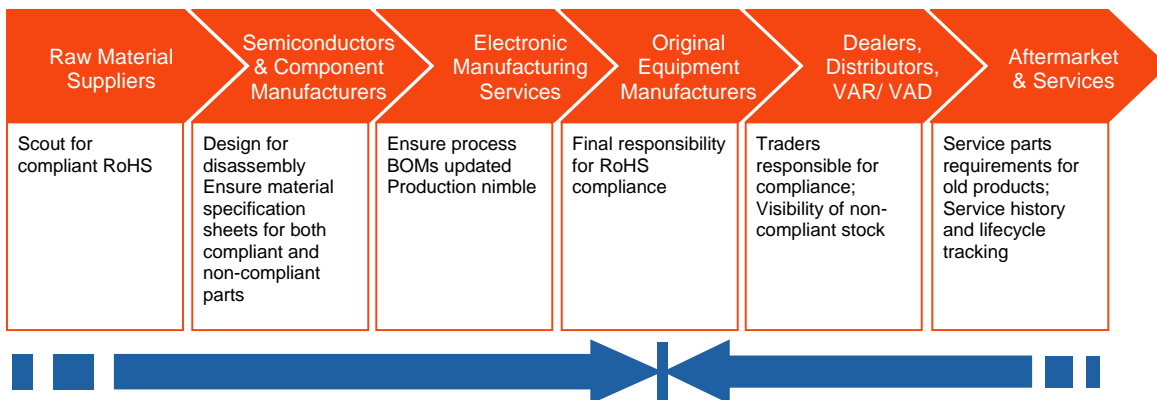 Raw Material
Suppliers
Semiconductors
& Component
Manufacturers
Electronic
Manufacturing
Services
Original
Equipment
Manufacturers
Dealers,
Distributors,
VAR/ VAD
Aftermarket
& Services
Scout for
compliant RoHS
Design for
disassembly
Ensure material
specification
sheets for both
compliant and
non-compliant
parts
Ensure process
BOMs updated
Production nimble
Final responsibility
for RoHS
compliance
Traders
responsible for
compliance;
Visibility of non-
compliant stock
Service parts
requirements for
old products;
Service history
and lifecycle
tracking